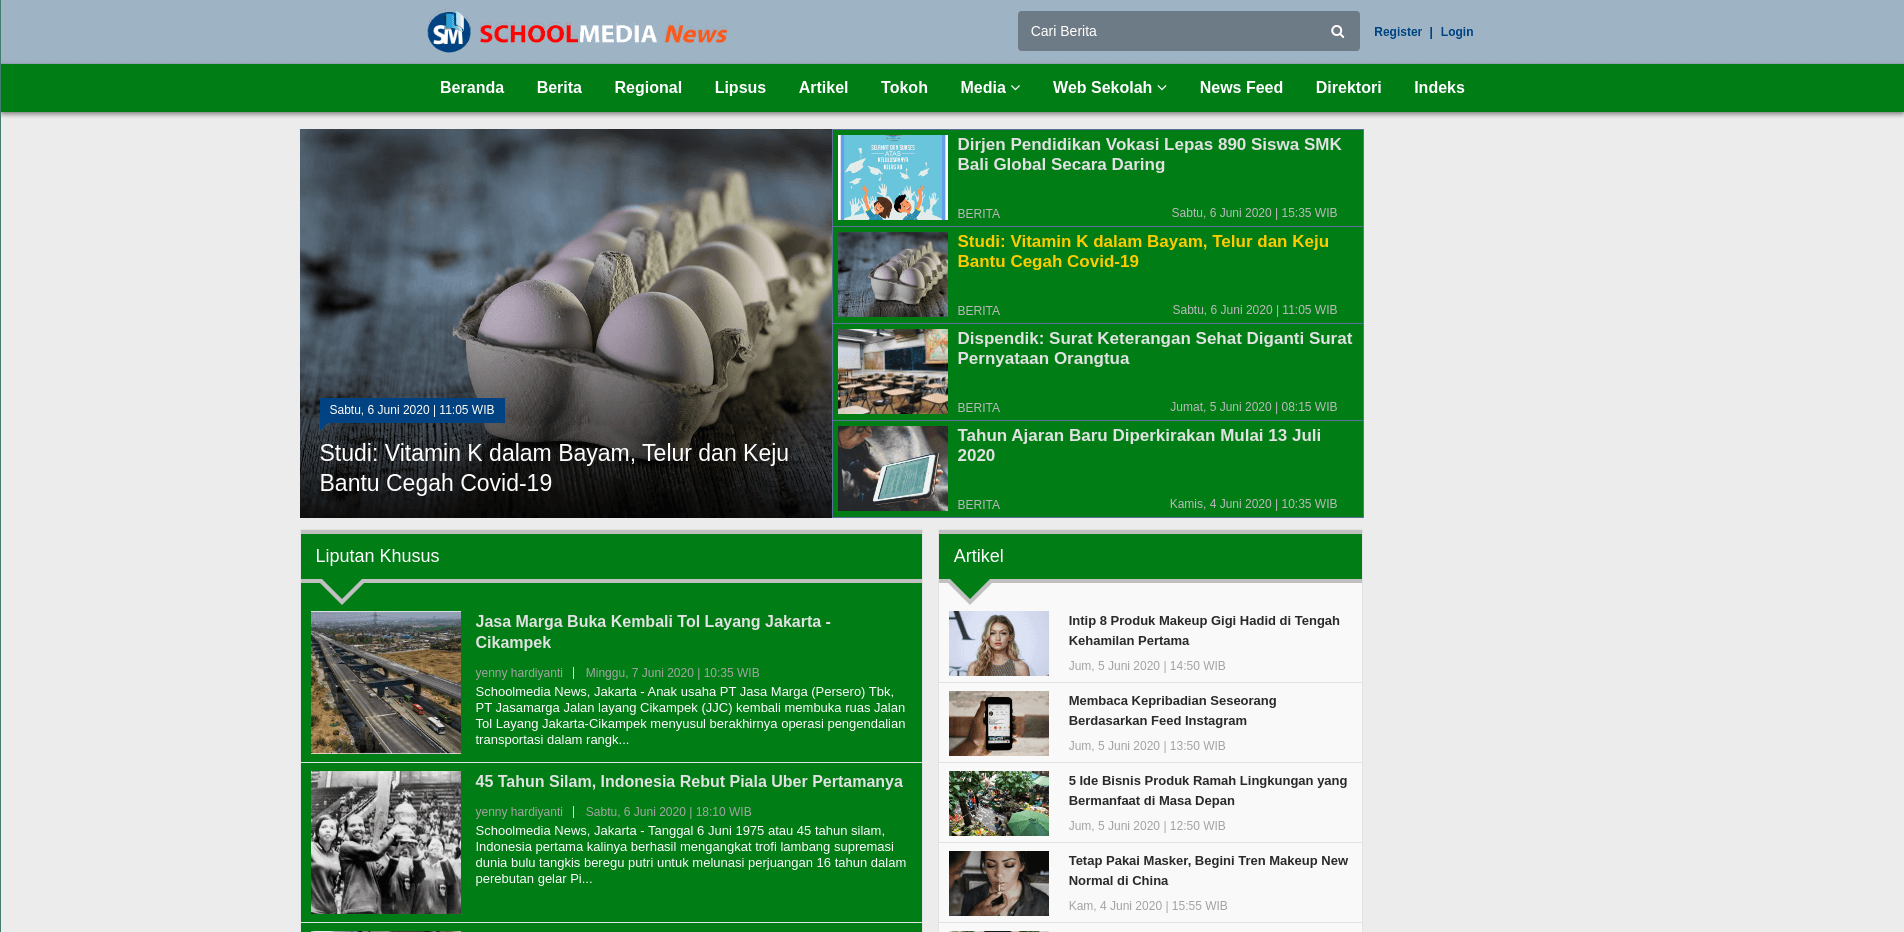 SM SCHOOLMEDIA News
Cari Berita
Register | Login
Beranda Berita Regional Lipsus Artikel Tokoh Media Web Sekolah News Feed Direktori Indeks
Sabtu, 6 Juni 2020 | 11:05 WIB
Studi: Vitamin K dalam Bayam, Telur dan Keju
Bantu Cegah Covid-19
SELAMAT DAN SUKSES
ATAS
KELULUSANNYA
Dirjen Pendidikan Vokasi Lepas 890 Siswa SMK
Bali Global Secara Daring
BERITA Sabtu, 6 Juni 2020 | 15:35 WIB
Studi: Vitamin K dalam Bayam, Telur dan Keju
Bantu Cegah Covid-19
BERITA Sabtu, 6 Juni 2020 | 11:05 WIB
Dispendik: Surat Keterangan Sehat Diganti Surat
Pernyataan Orangtua
BERITA Jumat, 5 Juni 2020 | 08:15 WIB
Tahun Ajaran Baru Diperkirakan Mulai 13 Juli
2020
BERITA Kamis, 4 Juni 2020 | 10:35 WIB
Liputan Khusus
Jasa Marga Buka Kembali Tol Layang Jakarta -
Cikampek
yenny hardiyanti | Minggu, 7 Juni 2020 | 10:35 WIB
Schoolmedia News, Jakarta - Anak usaha PT Jasa Marga (Persero) Tbk,
PT Jasamarga Jalan layang Cikampek (JJC) kembali membuka ruas Jalan
Tol Layang Jakarta-Cikampek menyusul berakhirnya operasi pengendalian
transportasi dalam rangk...
45 Tahun Silam, Indonesia Rebut Piala Uber Pertamanya
yenny hardiyanti | Sabtu, 6 Juni 2020 | 18:10 WIB
Schoolmedia News, Jakarta - Tanggal 6 Juni 1975 atau 45 tahun silam,
Indonesia pertama kalinya berhasil mengangkat trofi lambang supremasi
dunia bulu tangkis beregu putri untuk melunasi perjuangan 16 tahun dalam
perebutan gelar Pi...
Artikel
Intip 8 Produk Makeup Gigi Hadid di Tengah
Kehamilan Pertama
Jum, 5 Juni 2020 | 14:50 WIB
Membaca Kepribadian Seseorang
Berdasarkan Feed Instagram
Jum, 5 Juni 2020 | 13:50 WIB
5 Ide Bisnis Produk Ramah Lingkungan yang
Bermanfaat di Masa Depan
Jum, 5 Juni 2020 | 12:50 WIB
Tetap Pakai Masker, Begini Tren Makeup New
Normal di China
Kam, 4 Juni 2020 | 15:55 WIB